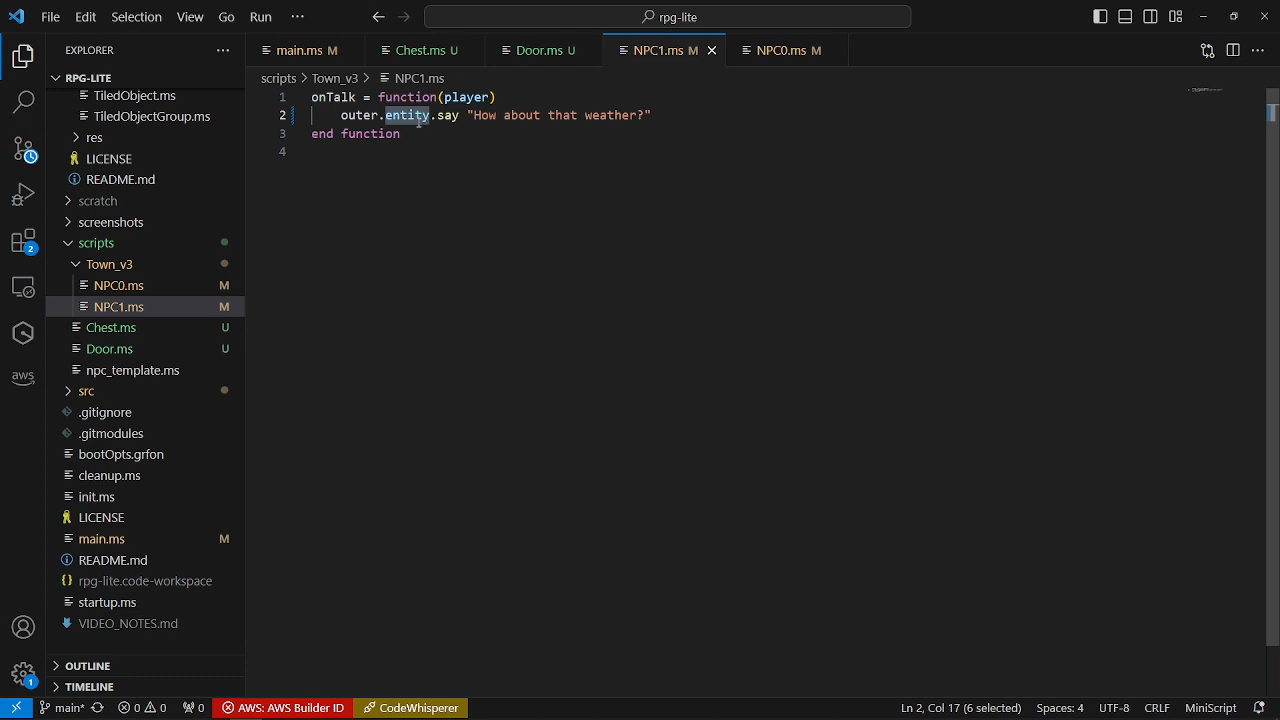 File Edit Selection View Go Run ··· rpg-lite
EXPLORER ···
main.ms M Chest.ms U Door.ms U NPC1.ms M NPC0.ms M ···
RPG-LITE
scripts > Town_v3 > NPC1.ms
TiledObject.ms
TiledObjectGroup.ms
res
LICENSE
README.md
scratch
screenshots
scripts
Town_v3
NPC0.ms M
NPC1.ms M
Chest.ms U
Door.ms U
npc_template.ms
src
.gitignore
.gitmodules
bootOpts.grfon
cleanup.ms
init.ms
LICENSE
main.ms M
README.md
rpg-lite.code-workspace
startup.ms
VIDEO_NOTES.md
OUTLINE
TIMELINE
aws
2
1
1 onTalk = function(player)
2 outer.entity.say "How about that weather?"
3 end function
4
main* 0 0 0 AWS: AWS Builder ID CodeWhisperer Ln 2, Col 17 (6 selected) Spaces: 4 UTF-8 CRLF MiniScript